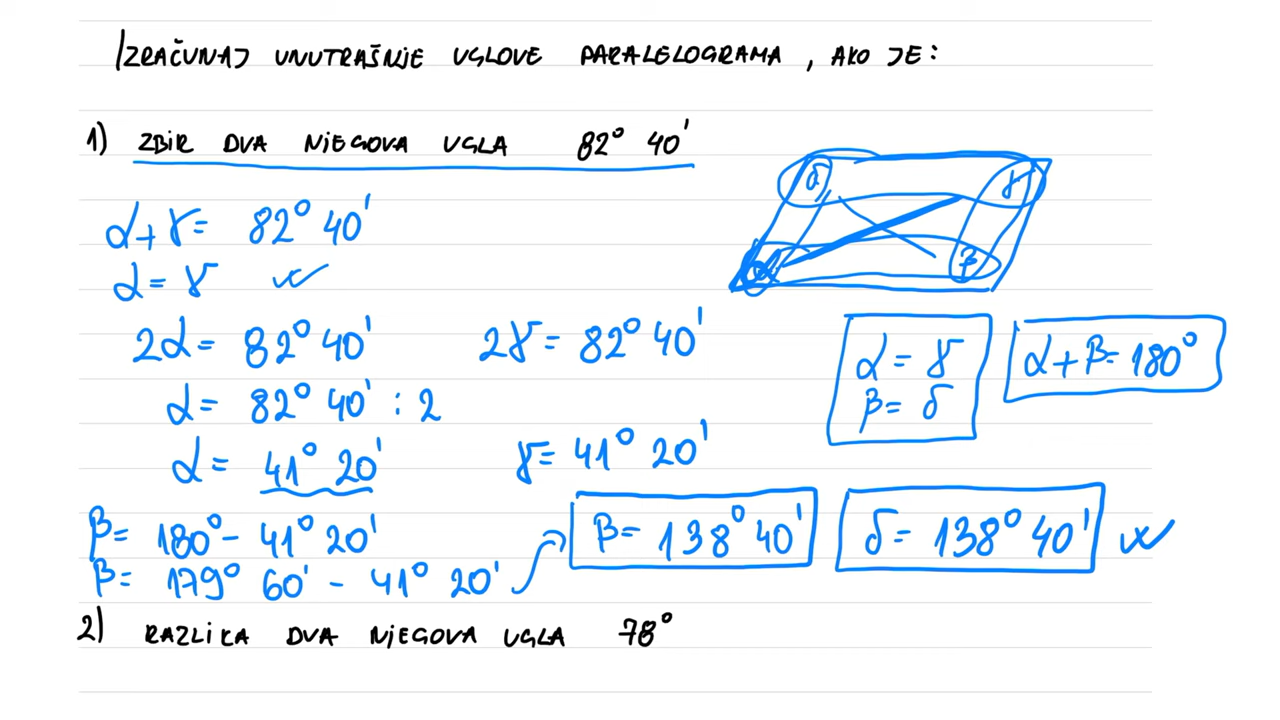 IZRAČUNAJ UNUTRAŠNJE UGLOVE PARALELOGRAMA, AKO JE:
1) ZBIR DVA NJEGOVA UGLA 82° 40'
δ γ
α β
α + γ = 82° 40'
α = γ
2α = 82° 40' 2γ = 82° 40'
α = γ
β = δ
α + β = 180°
α = 82° 40' : 2
α = 41° 20' γ = 41° 20'
β = 180° - 41° 20'
β = 179° 60' - 41° 20'
β = 138° 40' δ = 138° 40'
2) RAZLIKA DVA NJEGOVA UGLA 78°